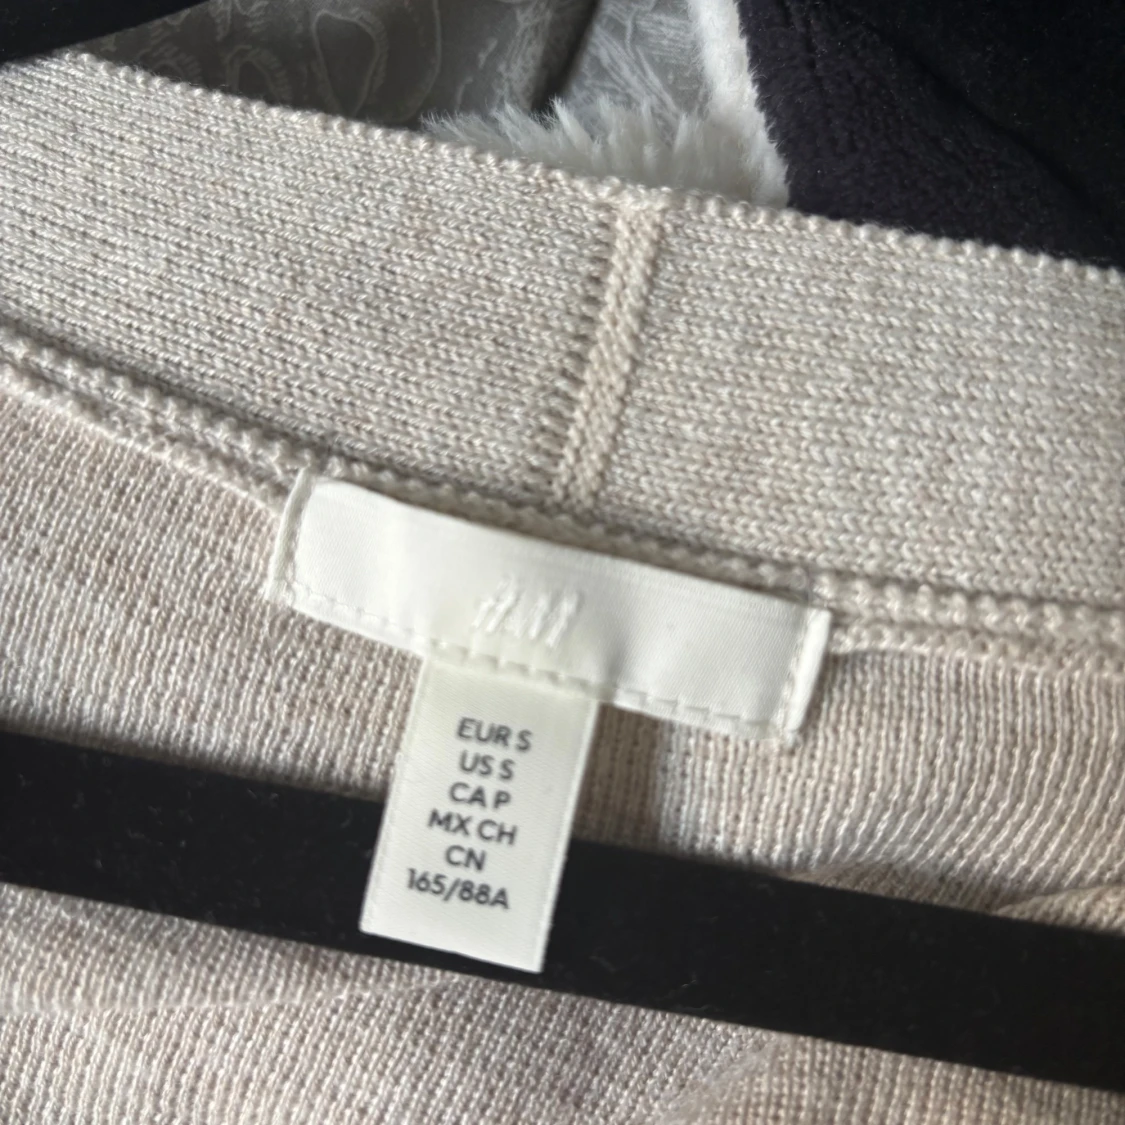 H&M
EUR S
US S
CA P
MX CH
CN
165/88A